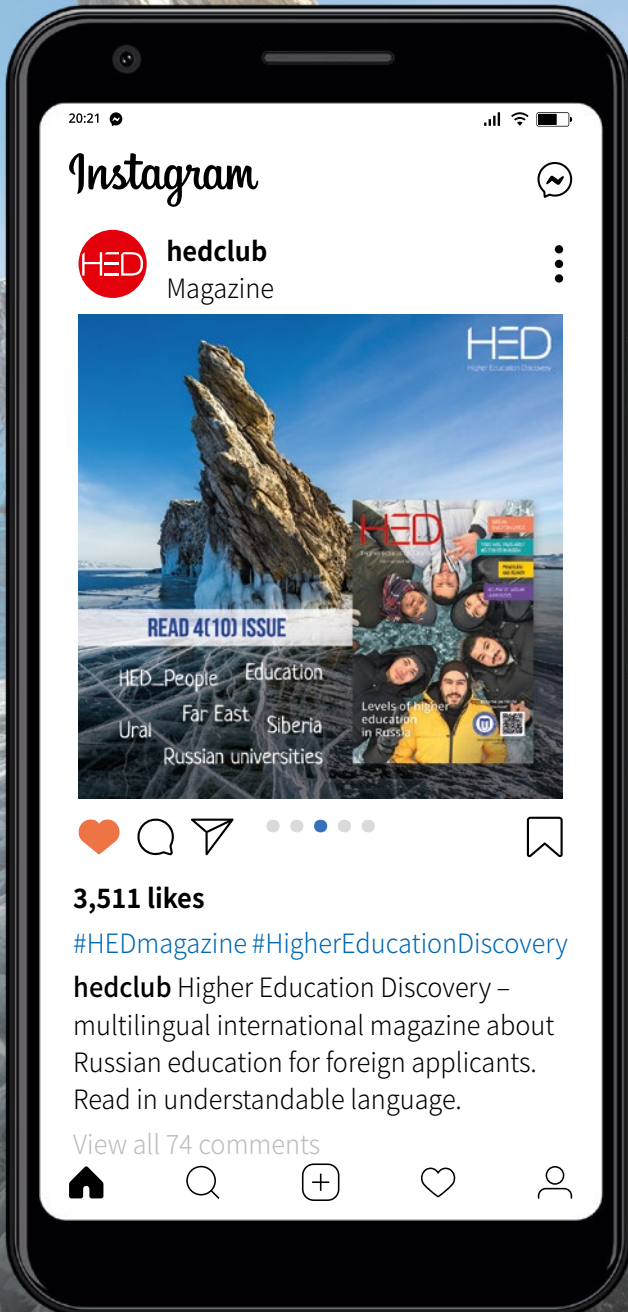 20:21
Instagram
HED
hedclub
Magazine
HED
Higher Education Discovery
HED
READ 4(10) ISSUE
HED_People
Education
Ural
Far East
Siberia
Russian universities
Levels of higher
education
in Russia
3,511 likes
#HEDmagazine #HigherEducationDiscovery
hedclub Higher Education Discovery –
multilingual international magazine about
Russian education for foreign applicants.
Read in understandable language.
View all 74 comments